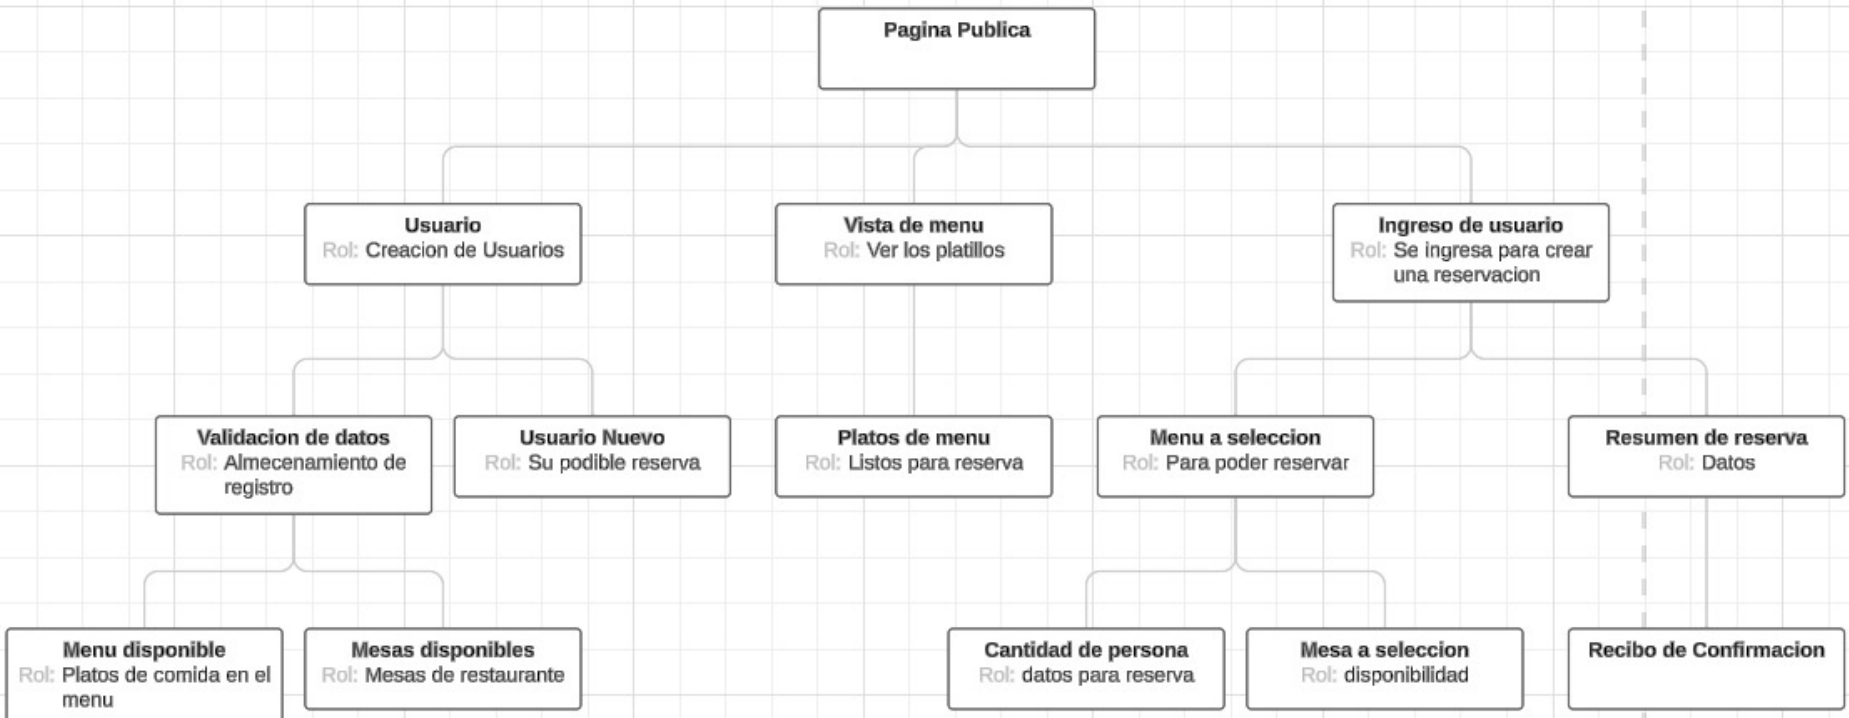 Pagina Publica
Usuario
Rol: Creacion de Usuarios
Vista de menu
Rol: Ver los platillos
Ingreso de usuario
Rol: Se ingresa para crear
una reservacion
Validacion de datos
Rol: Almecenamiento de
registro
Usuario Nuevo
Rol: Su podible reserva
Platos de menu
Rol: Listos para reserva
Menu a seleccion
Rol: Para poder reservar
Resumen de reserva
Rol: Datos
Menu disponible
Rol: Platos de comida en el
menu
Mesas disponibles
Rol: Mesas de restaurante
Cantidad de persona
Rol: datos para reserva
Mesa a seleccion
Rol: disponibilidad
Recibo de Confirmacion